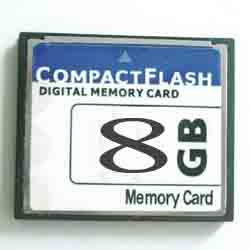 COMPACTFLASH
DIGITAL MEMORY CARD
8 GB
Memory Card